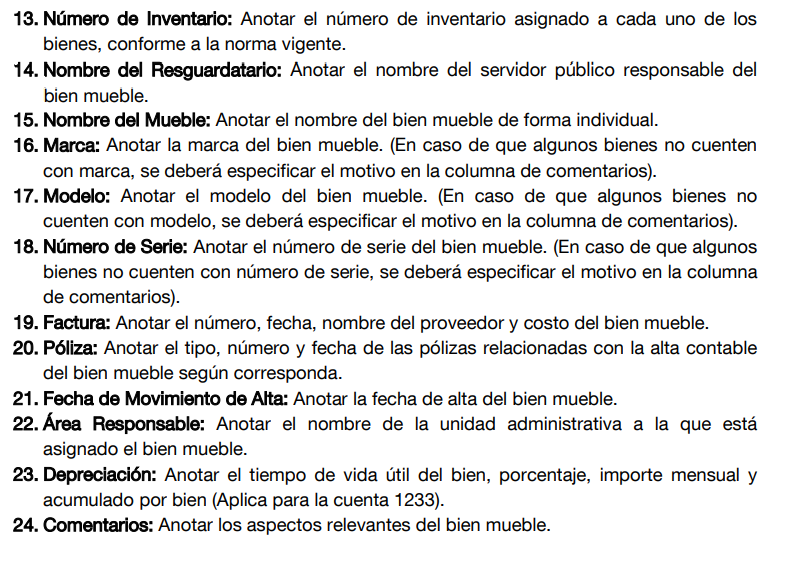 13. Número de Inventario: Anotar el número de inventario asignado a cada uno de los
bienes, conforme a la norma vigente.
14. Nombre del Resguardatario: Anotar el nombre del servidor público responsable del
bien mueble.
15. Nombre del Mueble: Anotar el nombre del bien mueble de forma individual.
16. Marca: Anotar la marca del bien mueble. (En caso de que algunos bienes no cuenten
con marca, se deberá especificar el motivo en la columna de comentarios).
17. Modelo: Anotar el modelo del bien mueble. (En caso de que algunos bienes no
cuenten con modelo, se deberá especificar el motivo en la columna de comentarios).
18. Número de Serie: Anotar el número de serie del bien mueble. (En caso de que algunos
bienes no cuenten con número de serie, se deberá especificar el motivo en la columna
de comentarios).
19. Factura: Anotar el número, fecha, nombre del proveedor y costo del bien mueble.
20. Póliza: Anotar el tipo, número y fecha de las pólizas relacionadas con la alta contable
del bien mueble según corresponda.
21. Fecha de Movimiento de Alta: Anotar la fecha de alta del bien mueble.
22. Área Responsable: Anotar el nombre de la unidad administrativa a la que está
asignado el bien mueble.
23. Depreciación: Anotar el tiempo de vida útil del bien, porcentaje, importe mensual y
acumulado por bien (Aplica para la cuenta 1233).
24. Comentarios: Anotar los aspectos relevantes del bien mueble.